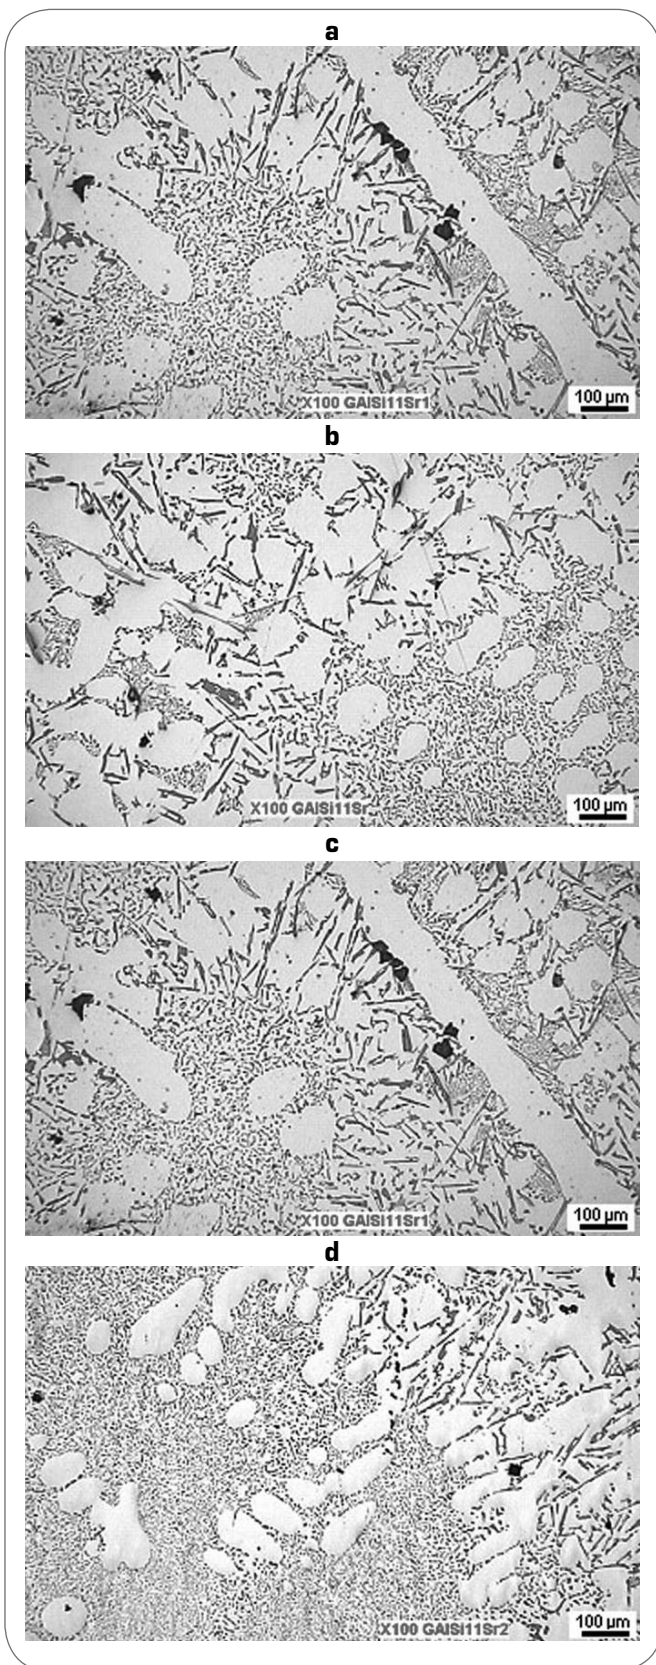 a
X100 GAlSi11Sr1
100 µm
b
X100 GAlSi11Sr
100 µm
c
X100 GAlSi11Sr1
100 µm
d
X100 GAlSi11Sr2
100 µm